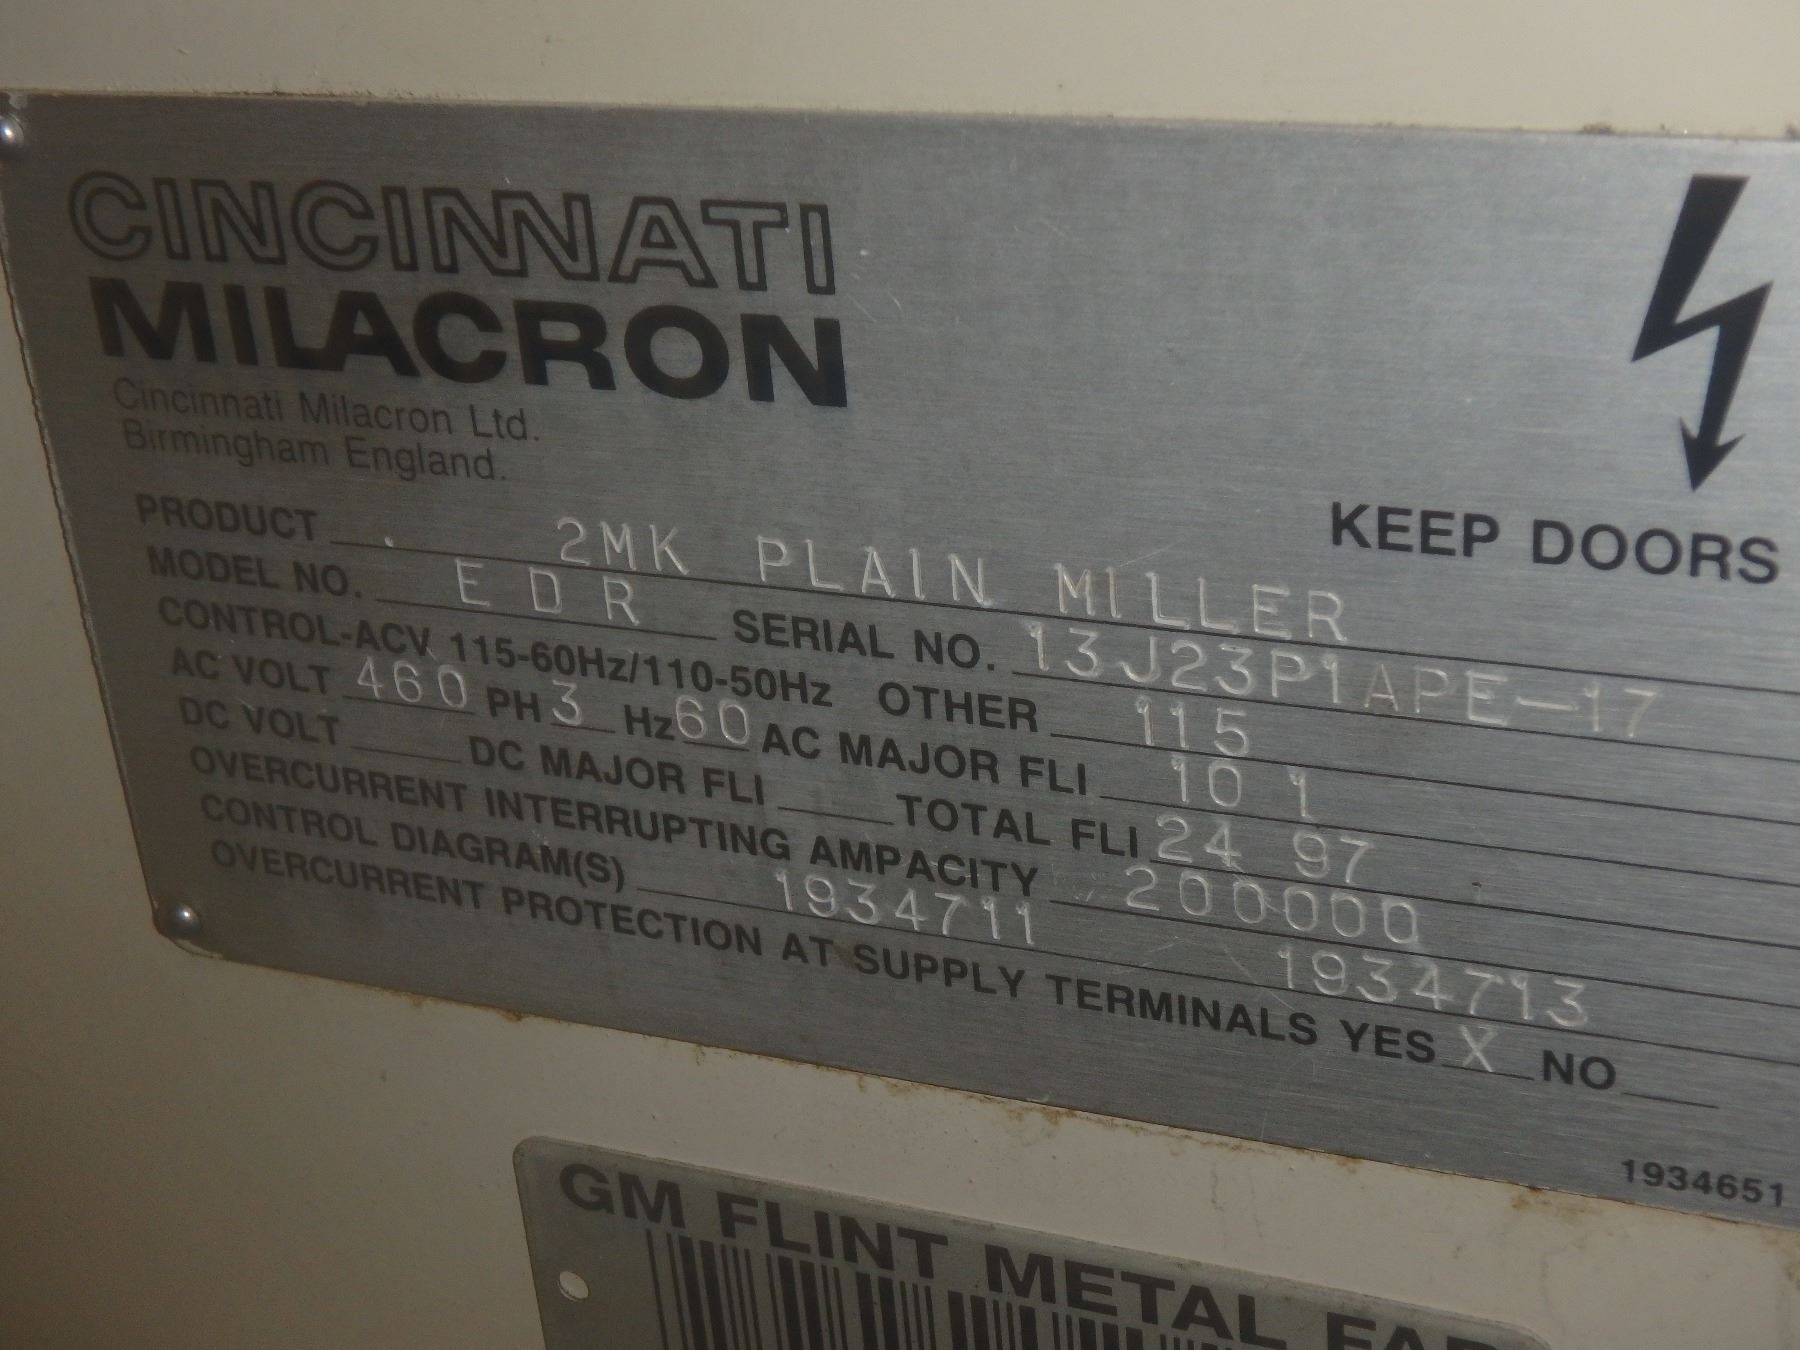 CINCINNATI
MILACRON
Cincinnati Milacron Ltd.
Birmingham England.
KEEP DOORS
PRODUCT 2MK PLAIN MILLER
MODEL NO. EDR SERIAL NO. 13J23P1APE-17
CONTROL-ACV 115-60Hz/110-50Hz OTHER 115
AC VOLT 460 PH 3 Hz 60 AC MAJOR FLI 10 1
DC VOLT DC MAJOR FLI TOTAL FLI 24 97
OVERCURRENT INTERRUPTING AMPACITY 200000
CONTROL DIAGRAM(S) 1934711 1934713
OVERCURRENT PROTECTION AT SUPPLY TERMINALS YES X NO
1934651
GM FLINT METAL FAB